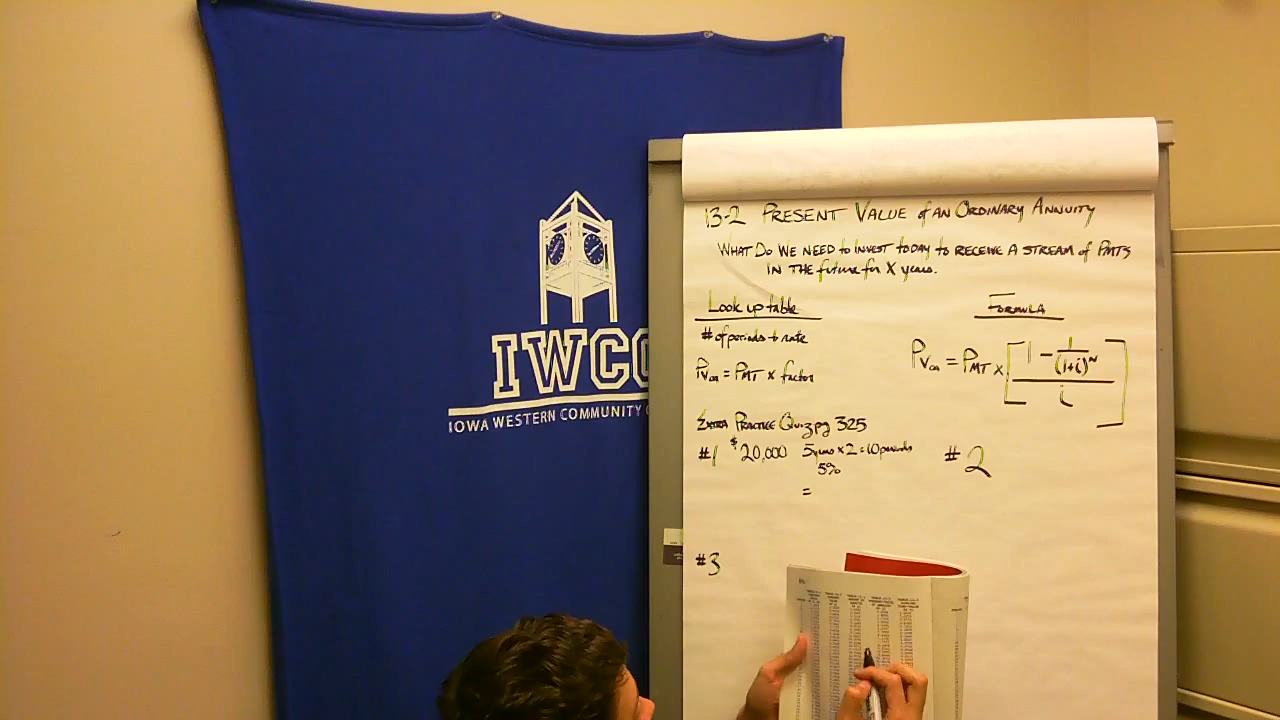 IWCC
IOWA WESTERN COMMUNITY
13-2 PRESENT VALUE of AN ORDINARY ANNUITY
WHAT DO WE NEED to INVEST TODAY to RECEIVE A STREAM of PMTS
IN THE future for X years.
Look up table
# of periods + rate
PVoa = PMT x factor
FORMULA
PVoa = PMT x [ 1 - 1/(1+i)^N / i ]
EXTRA PRACTICE Quiz pg 325
#1 $20,000 5years x 2 = 10 periods
5%
=
#2
#3